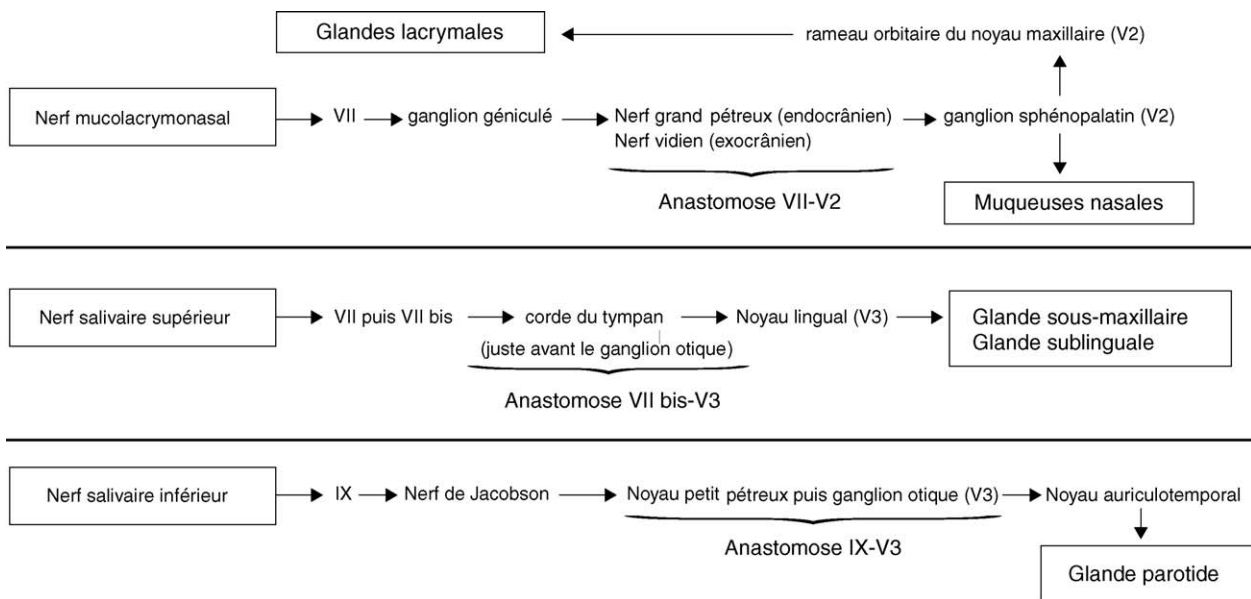 Glandes lacrymales
rameau orbitaire du noyau maxillaire (V2)
Nerf mucolacrymonasal
VII
ganglion géniculé
Nerf grand pétreux (endocrânien)
Nerf vidien (exocrânien)
ganglion sphénopalatin (V2)
Anastomose VII-V2
Muqueuses nasales
Nerf salivaire supérieur
VII puis VII bis
corde du tympan
(juste avant le ganglion otique)
Noyau lingual (V3)
Glande sous-maxillaire
Glande sublinguale
Anastomose VII bis-V3
Nerf salivaire inférieur
IX
Nerf de Jacobson
Noyau petit pétreux puis ganglion otique (V3)
Noyau auriculotemporal
Anastomose IX-V3
Glande parotide